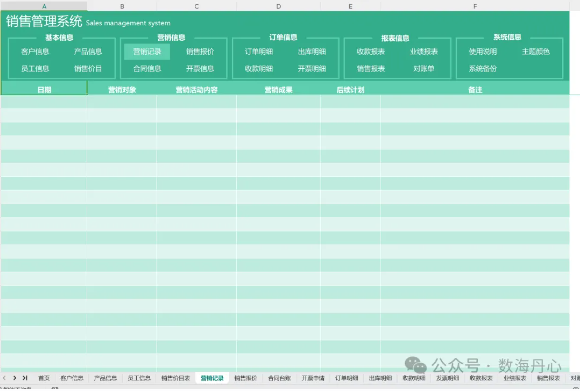 A B C D E F
销售管理系统 Sales management system
基本信息 营销信息 订单信息 报表信息 系统信息
客户信息 产品信息 营销记录 销售报价 订单明细 出库明细 收款报表 业绩报表 使用说明 主题颜色
员工信息 销售价目 合同信息 开票信息 收款明细 开票明细 销售报表 对账单 系统备份
日期 营销对象 营销活动内容 营销成果 后续计划 备注
公众号 · 数海丹心
首页 客户信息 产品信息 员工信息 销售价目表 营销记录 销售报价 合同台账 开票申请 订单明细 出库明细 收款明细 发票明细 收款报表 业绩报表 销售报表